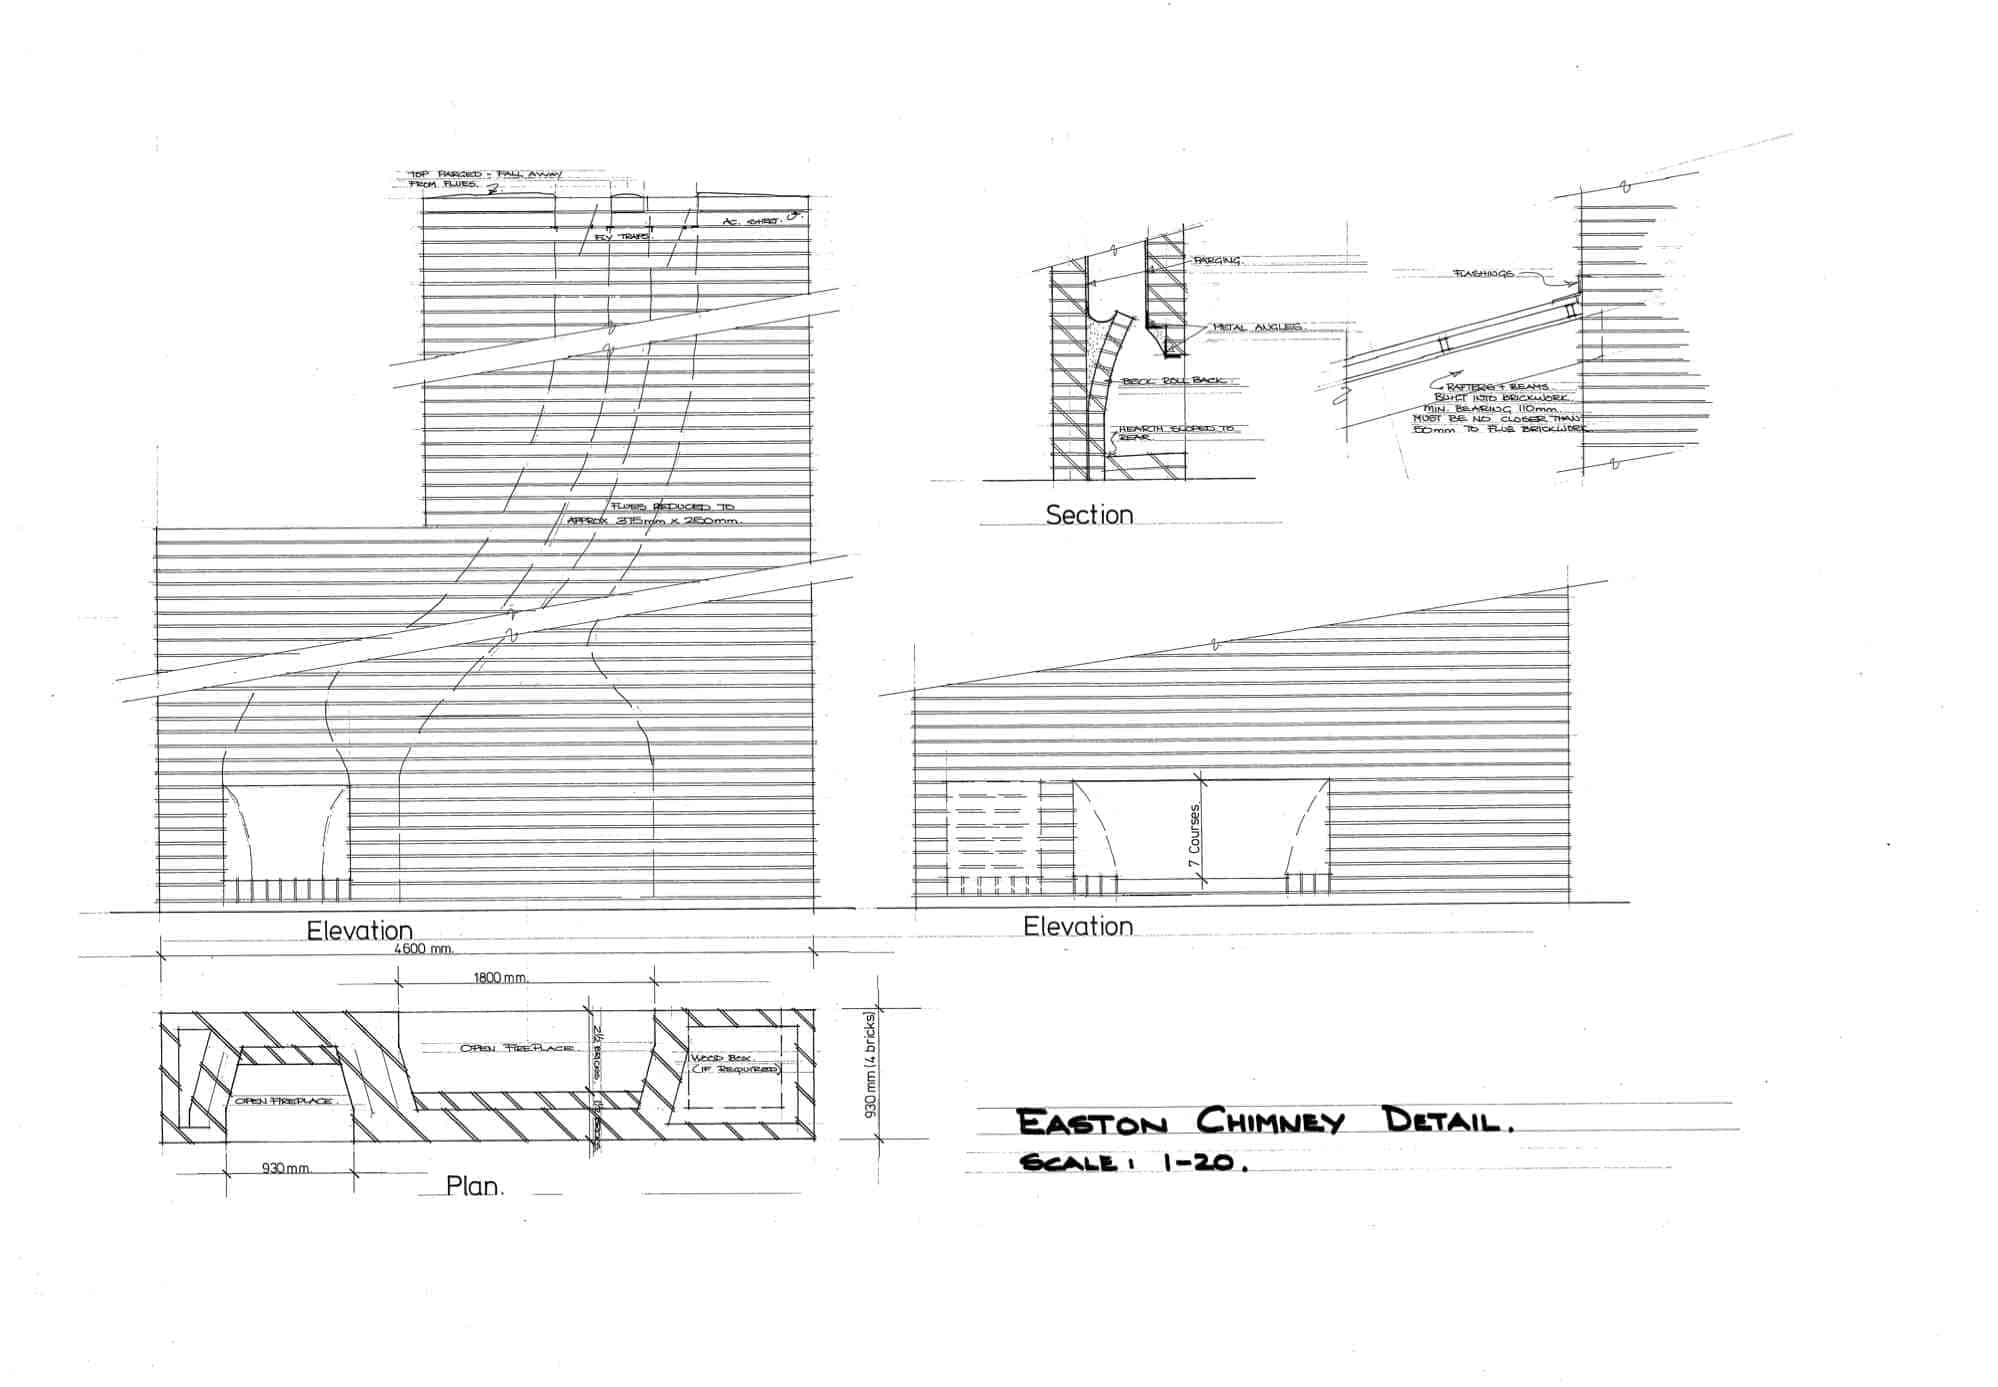 TOP PARGED - FALL AWAY
FROM FLUES.
AC. SHEET.
FLY TRAPS.
FLUES REDUCED TO
APPROX 375mm x 250mm.
Elevation
4600 mm.
1800 mm.
OPEN FIREPLACE.
2½ BRICKS.
WOOD BOX.
(IF REQUIRED)
OPEN FIREPLACE.
930 mm (4 bricks)
930 mm.
Plan.
PARGING.
METAL ANGLES.
BRICK ROLL BACK.
HEARTH SLOPED TO
REAR.
Section
FLASHINGS
RAFTERS + BEAMS
BUILT INTO BRICKWORK.
MIN. BEARING 110mm.
MUST BE NO CLOSER THAN
50mm TO FLUE BRICKWORK.
7 Courses.
Elevation
EASTON CHIMNEY DETAIL.
SCALE: 1-20.